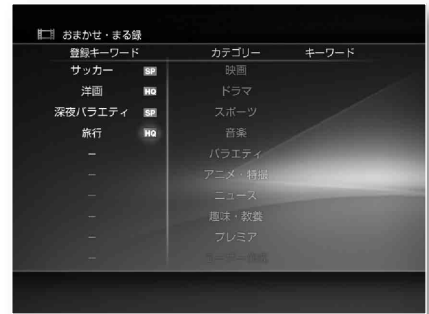 おまかせ・まる録
登録キーワード カテゴリー キーワード
サッカー SP 映画
洋画 HQ ドラマ
深夜バラエティ SP スポーツ
旅行 HQ 音楽
– バラエティ
– アニメ・特撮
– ニュース
– 趣味・教養
– プレミア
–